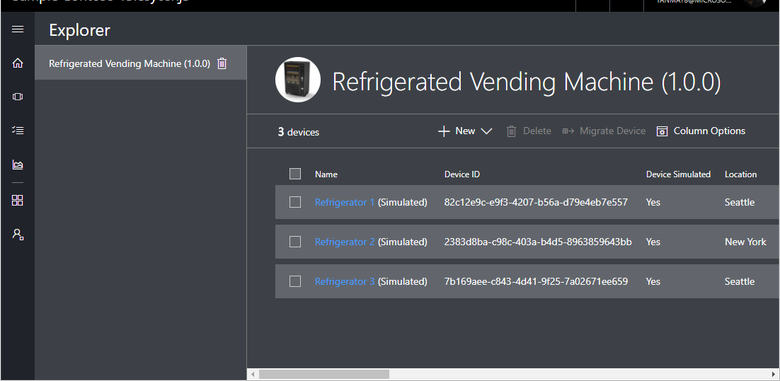 Explorer
Refrigerated Vending Machine (1.0.0)
Refrigerated Vending Machine (1.0.0)
3 devices
New
Delete
Migrate Device
Column Options
Name Device ID Device Simulated Location
Refrigerator 1 (Simulated) 82c12e9c-e9f3-4207-b56a-d79e4eb7e557 Yes Seattle
Refrigerator 2 (Simulated) 2383d8ba-c98c-403a-b4d5-8963859643bb Yes New York
Refrigerator 3 (Simulated) 7b169aee-c843-4d41-9f25-7a02671ee659 Yes Seattle